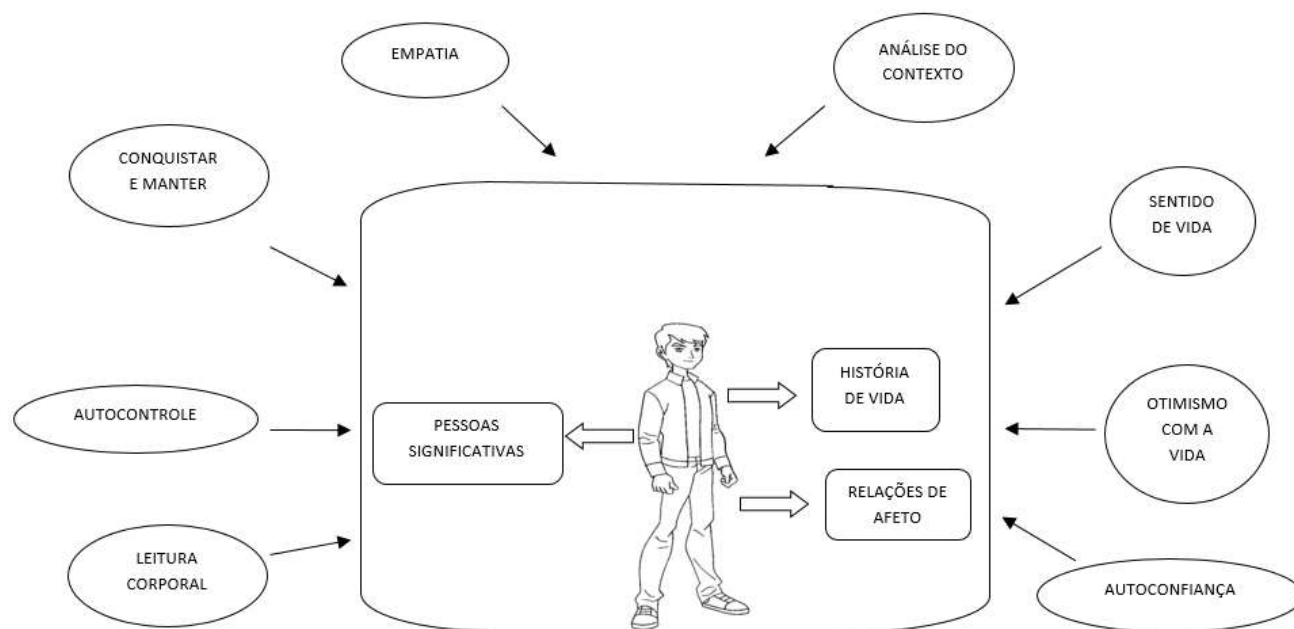 EMPATIA
ANÁLISE DO
CONTEXTO
CONQUISTAR
E MANTER
SENTIDO
DE VIDA
HISTÓRIA
DE VIDA
AUTOCONTROLE
PESSOAS
SIGNIFICATIVAS
OTIMISMO
COM A
VIDA
RELAÇÕES DE
AFETO
LEITURA
CORPORAL
AUTOCONFIANÇA